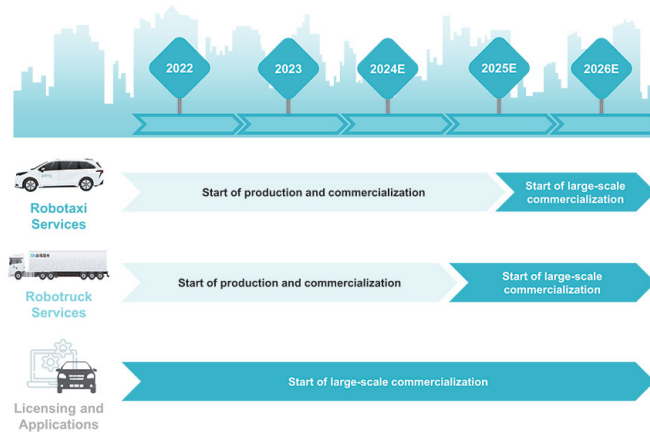 2022
2023
2024E
2025E
2026E
Robotaxi
Services
Start of production and commercialization
Start of large-scale
commercialization
Robotruck
Services
Start of production and commercialization
Start of large-scale
commercialization
Licensing and
Applications
Start of large-scale commercialization